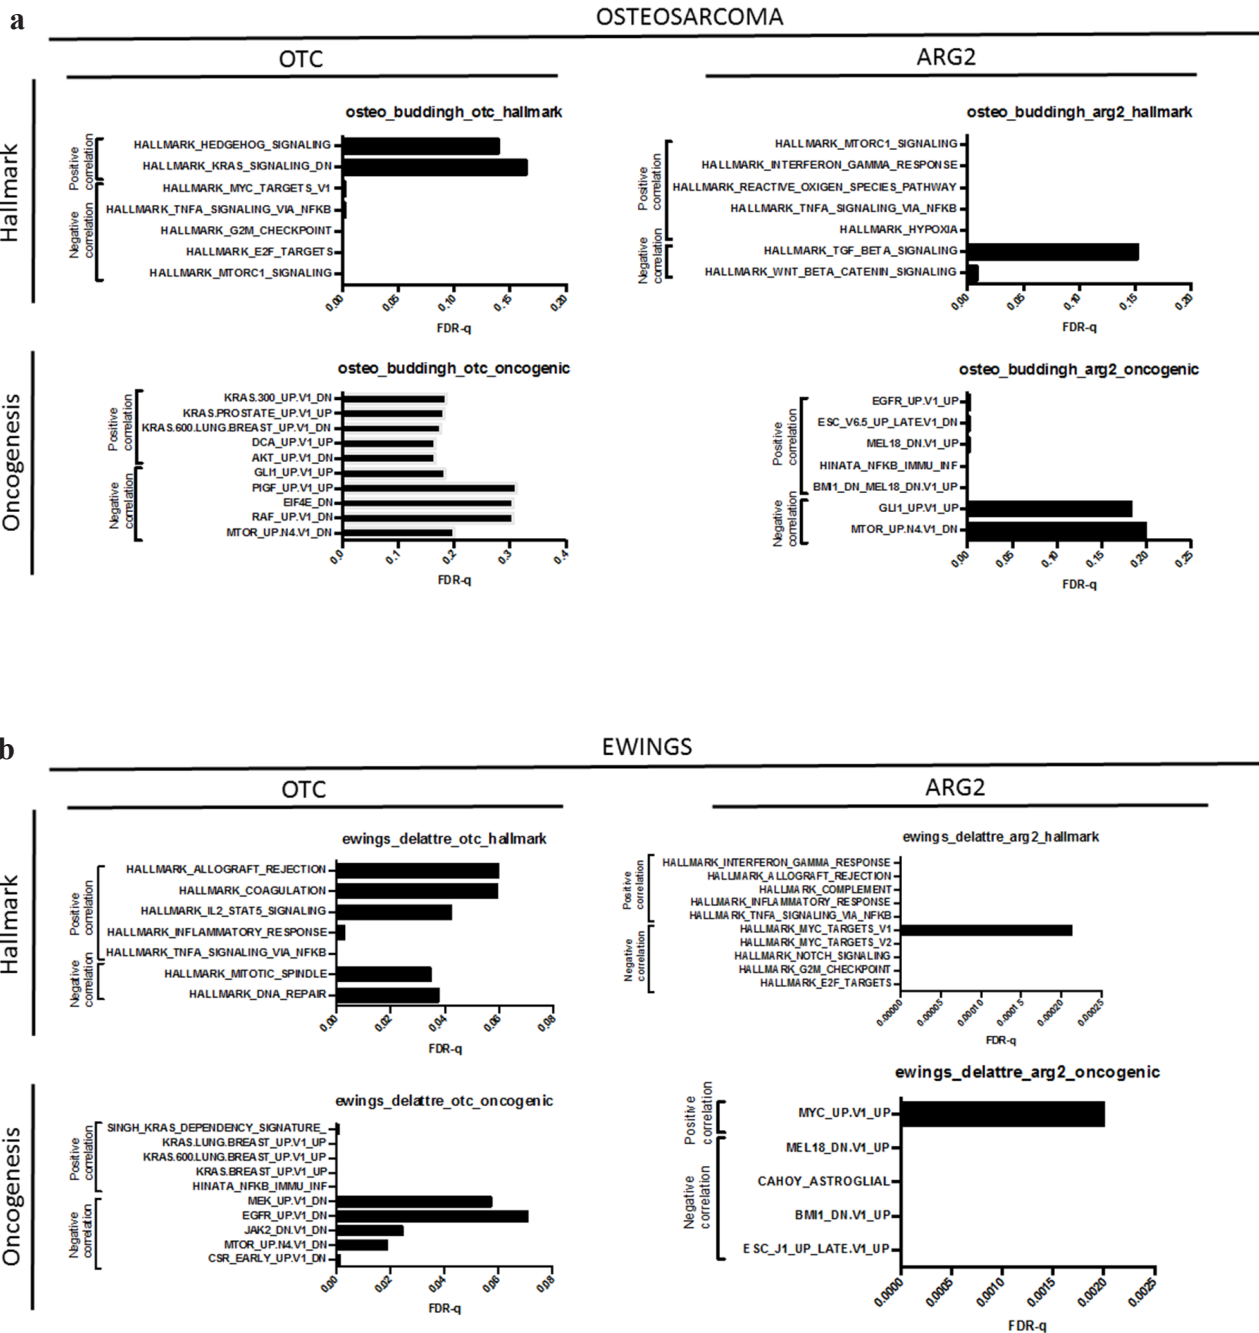 a
OSTEOSARCOMA
OTC
ARG2
Hallmark
osteo_buddingh_otc_hallmark
Positive
correlation
Negative
correlation
HALLMARK_HEDGEHOG_SIGNALING
HALLMARK_KRAS_SIGNALING_DN
HALLMARK_MYC_TARGETS_V1
HALLMARK_TNFA_SIGNALING_VIA_NFKB
HALLMARK_G2M_CHECKPOINT
HALLMARK_E2F_TARGETS
HALLMARK_MTORC1_SIGNALING
0.00 0.05 0.10 0.15 0.20
FDR-q
osteo_buddingh_arg2_hallmark
Positive
correlation
Negative
correlation
HALLMARK_MTORC1_SIGNALING
HALLMARK_INTERFERON_GAMMA_RESPONSE
HALLMARK_REACTIVE_OXIGEN_SPECIES_PATHWAY
HALLMARK_TNFA_SIGNALING_VIA_NFKB
HALLMARK_HYPOXIA
HALLMARK_TGF_BETA_SIGNALING
HALLMARK_WNT_BETA_CATENIN_SIGNALING
0.00 0.05 0.10 0.15 0.20
FDR-q
Oncogenesis
osteo_buddingh_otc_oncogenic
Positive
correlation
Negative
correlation
KRAS.300_UP.V1_DN
KRAS.PROSTATE_UP.V1_UP
KRAS.600.LUNG.BREAST_UP.V1_DN
DCA_UP.V1_UP
AKT_UP.V1_DN
GLI1_UP.V1_UP
PIGF_UP.V1_UP
EIF4E_DN
RAF_UP.V1_DN
MTOR_UP.N4.V1_DN
0.0 0.1 0.2 0.3 0.4
FDR-q
osteo_buddingh_arg2_oncogenic
Positive
correlation
Negative
correlation
EGFR_UP.V1_UP
ESC_V6.5_UP_LATE.V1_DN
MEL18_DN.V1_UP
HINATA_NFKB_IMMU_INF
BMI1_DN_MEL18_DN.V1_UP
GLI1_UP.V1_UP
MTOR_UP.N4.V1_DN
0.00 0.05 0.10 0.15 0.20 0.25
FDR-q
b
EWINGS
OTC
ARG2
Hallmark
ewings_delattre_otc_hallmark
Positive
correlation
Negative
correlation
HALLMARK_ALLOGRAFT_REJECTION
HALLMARK_COAGULATION
HALLMARK_IL2_STAT5_SIGNALING
HALLMARK_INFLAMMATORY_RESPONSE
HALLMARK_TNFA_SIGNALING_VIA_NFKB
HALLMARK_MITOTIC_SPINDLE
HALLMARK_DNA_REPAIR
0.00 0.02 0.04 0.06 0.08
FDR-q
ewings_delattre_arg2_hallmark
Positive
correlation
Negative
correlation
HALLMARK_INTERFERON_GAMMA_RESPONSE
HALLMARK_ALLOGRAFT_REJECTION
HALLMARK_COMPLEMENT
HALLMARK_INFLAMMATORY_RESPONSE
HALLMARK_TNFA_SIGNALING_VIA_NFKB
HALLMARK_MYC_TARGETS_V1
HALLMARK_MYC_TARGETS_V2
HALLMARK_NOTCH_SIGNALING
HALLMARK_G2M_CHECKPOINT
HALLMARK_E2F_TARGETS
0.00000 0.00005 0.00010 0.00015 0.00020 0.00025
FDR-q
Oncogenesis
ewings_delattre_otc_oncogenic
Positive
correlation
Negative
correlation
SINGH_KRAS_DEPENDENCY_SIGNATURE_
KRAS.LUNG.BREAST_UP.V1_UP
KRAS.600.LUNG.BREAST_UP.V1_UP
KRAS.BREAST_UP.V1_UP
HINATA_NFKB_IMMU_INF
MEK_UP.V1_DN
EGFR_UP.V1_DN
JAK2_DN.V1_DN
MTOR_UP.N4.V1_DN
CSR_EARLY_UP.V1_DN
0.00 0.02 0.04 0.06 0.08
FDR-q
ewings_delattre_arg2_oncogenic
Positive
correlation
Negative
correlation
MYC_UP.V1_UP
MEL18_DN.V1_UP
CAHOY_ASTROGLIAL
BMI1_DN.V1_UP
ESC_J1_UP_LATE.V1_UP
0.0000 0.0005 0.0010 0.0015 0.0020 0.0025
FDR-q